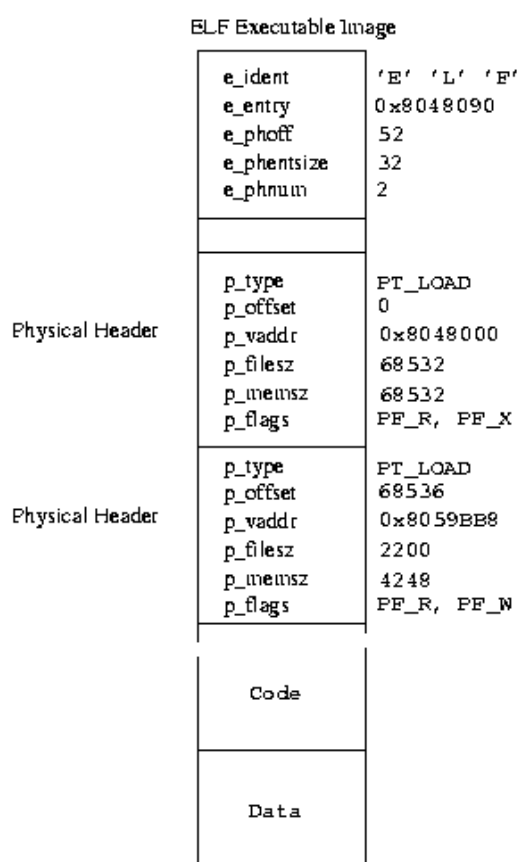 ELF Executable Image
e_ident 'E' 'L' 'F'
e_entry 0x8048090
e_phoff 52
e_phentsize 32
e_phnum 2
p_type PT_LOAD
p_offset 0
Physical Header p_vaddr 0x8048000
p_filesz 68532
p_memsz 68532
p_flags PF_R, PF_X
p_type PT_LOAD
p_offset 68536
Physical Header p_vaddr 0x8059BB8
p_filesz 2200
p_memsz 4248
p_flags PF_R, PF_W
Code
Data